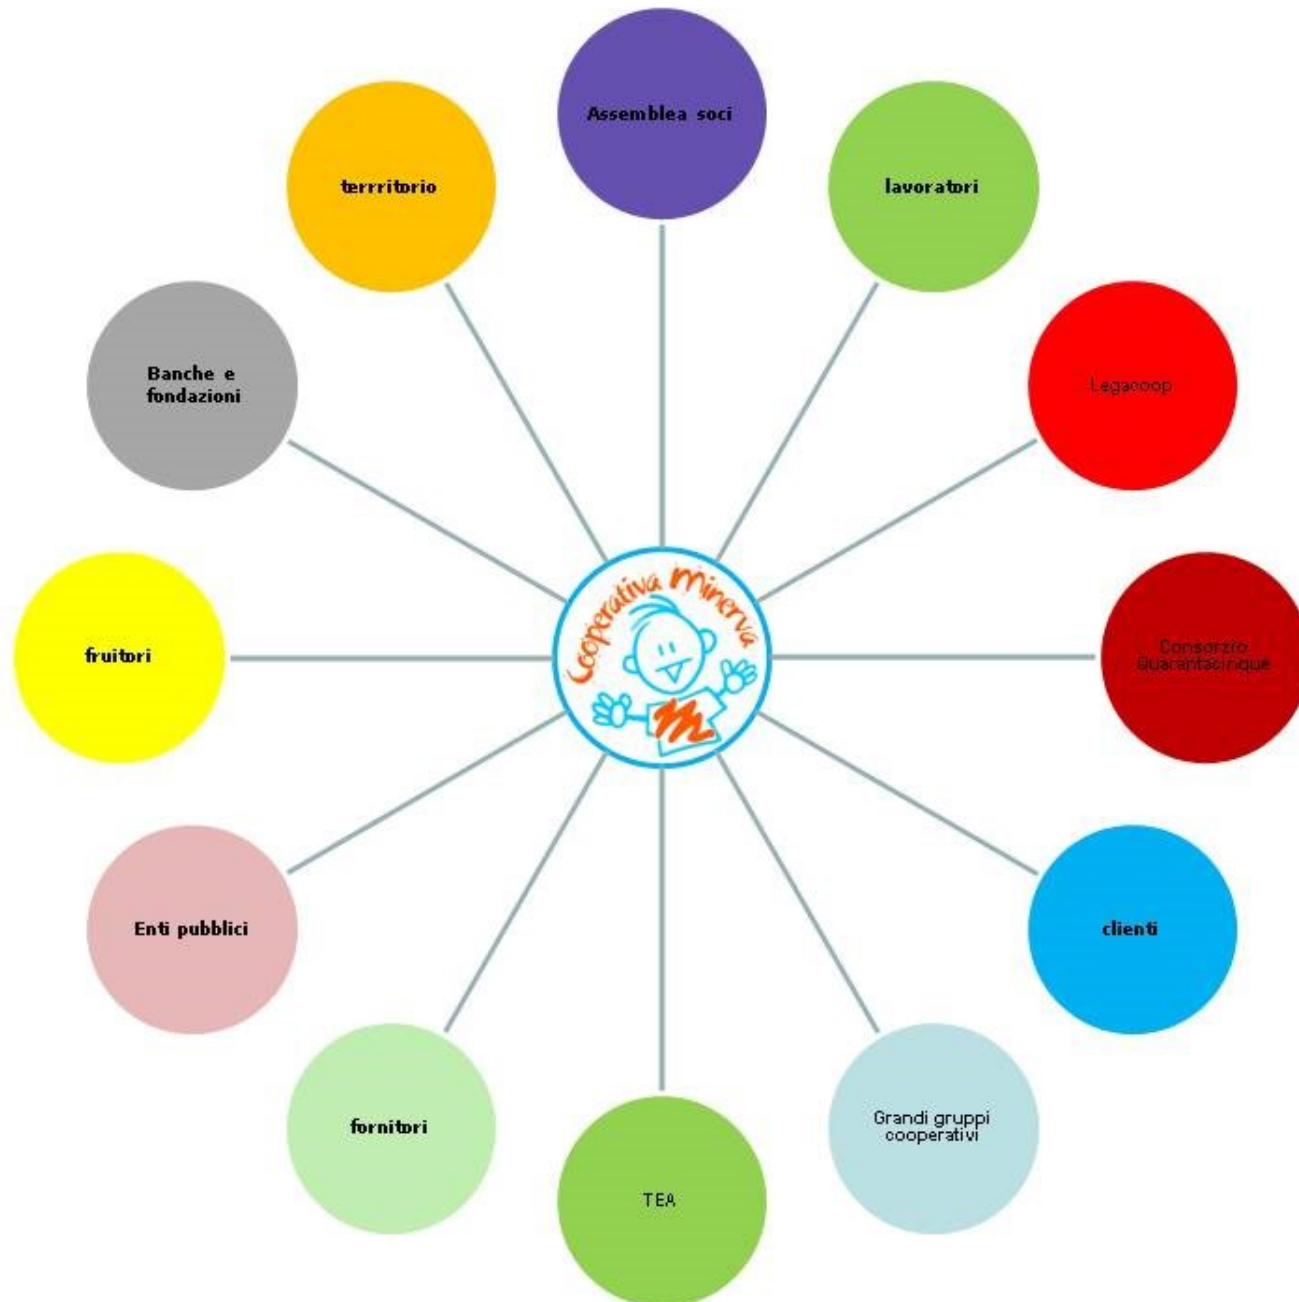 Assemblea soci
lavoratori
Legacoop
Consorzio
Quarantacinque
clienti
Grandi gruppi
cooperativi
TEA
fornitori
Enti pubblici
fruitori
Banche e
fondazioni
terrritorio
Cooperativa Minerva